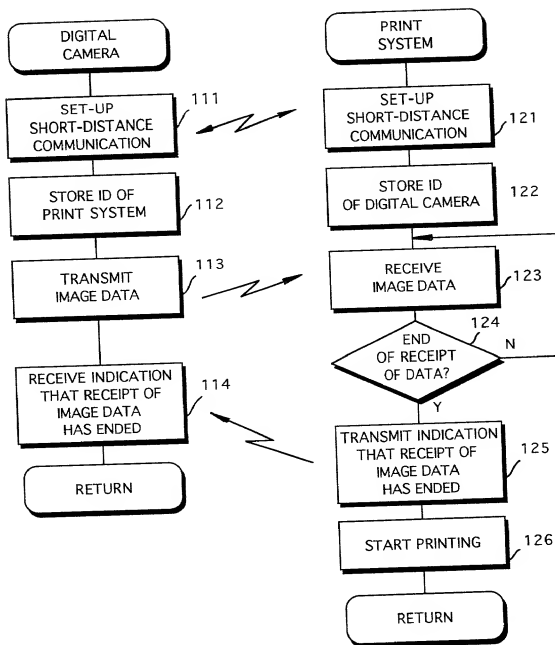 DIGITAL
CAMERA
SET-UP
SHORT-DISTANCE
COMMUNICATION
111
STORE ID OF
PRINT SYSTEM
112
TRANSMIT
IMAGE DATA
113
RECEIVE INDICATION
THAT RECEIPT OF
IMAGE DATA
HAS ENDED
114
RETURN
PRINT
SYSTEM
SET-UP
SHORT-DISTANCE
COMMUNICATION
121
STORE ID
OF DIGITAL CAMERA
122
RECEIVE
IMAGE DATA
123
END
OF RECEIPT
OF DATA?
124
N
Y
TRANSMIT INDICATION
THAT RECEIPT OF
IMAGE DATA
HAS ENDED
125
START PRINTING
126
RETURN